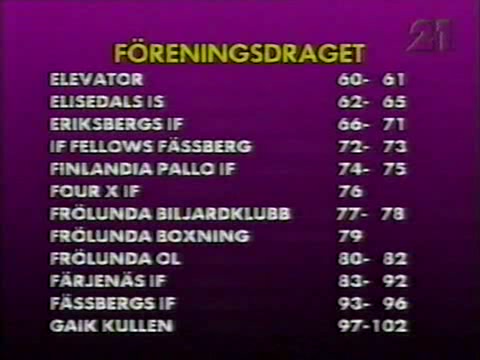 21
FÖRENINGSDRAGET
ELEVATOR 60- 61
ELISEDALS IS 62- 65
ERIKSBERGS IF 66- 71
IF FELLOWS FÄSSBERG 72- 73
FINLANDIA PALLO IF 74- 75
FOUR X IF 76
FRÖLUNDA BILJARDKLUBB 77- 78
FRÖLUNDA BOXNING 79
FRÖLUNDA OL 80- 82
FÄRJENÄS IF 83- 92
FÄSSBERGS IF 93- 96
GAIK KULLEN 97-102